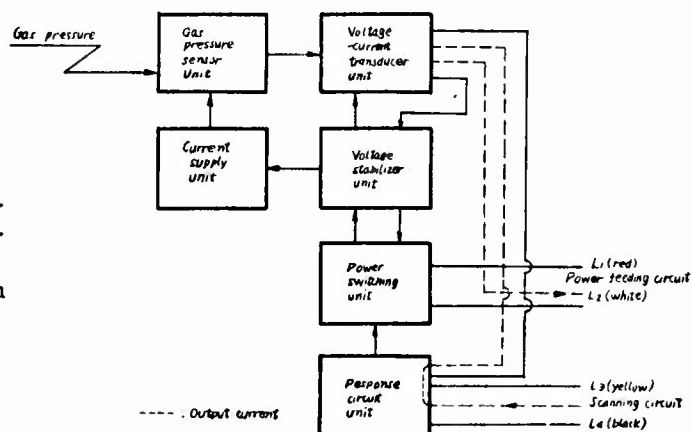 Gas pressure
Gas
pressure
sensor
unit
Voltage
-current
transducer
unit
Current
supply
unit
Voltage
stabilizer
unit
Power
switching
unit
L1 (red)
Power feeding circuit
L2 (white)
Response
circuit
unit
L3 (yellow)
Scanning circuit
L4 (black)
----: Output current